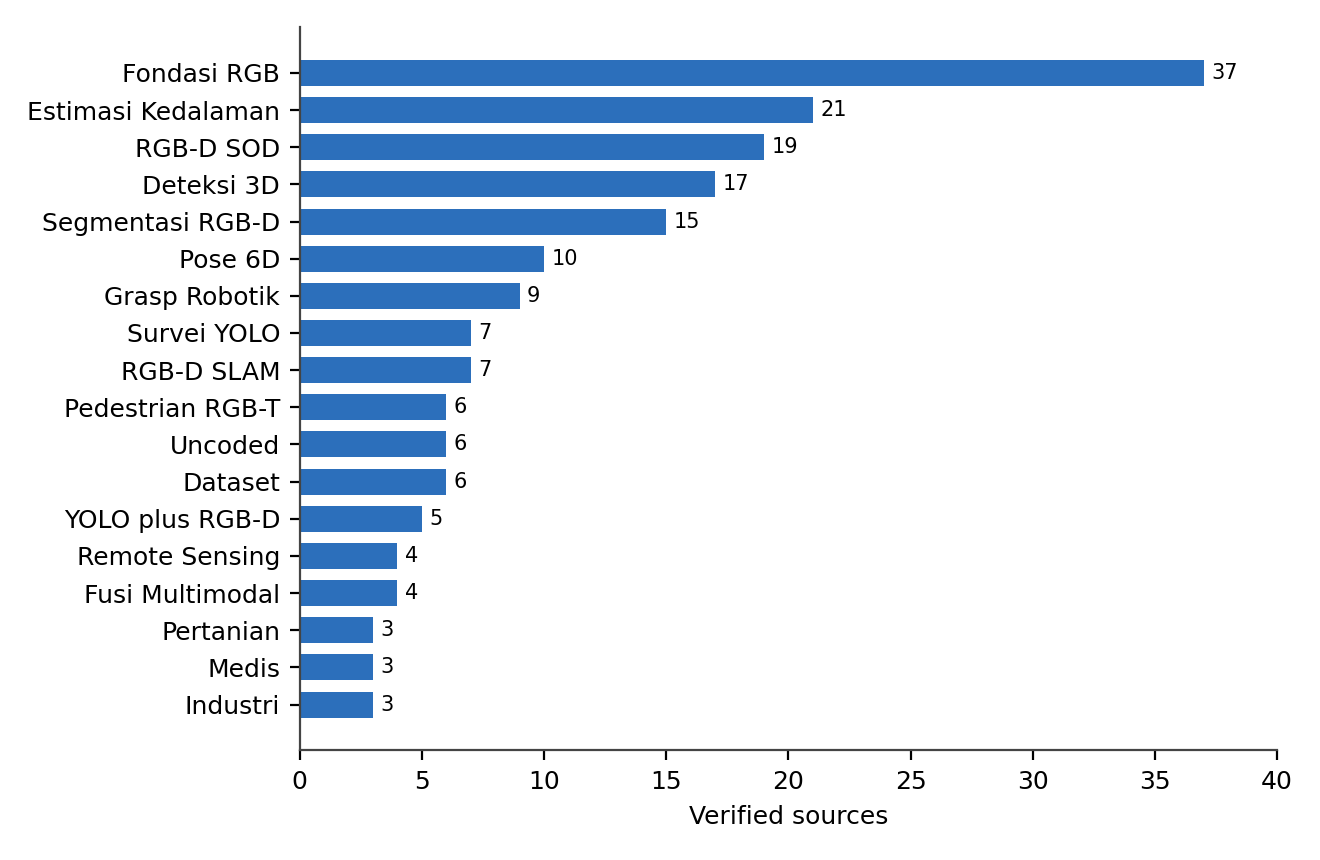 Fondasi RGB 37
Estimasi Kedalaman 21
RGB-D SOD 19
Deteksi 3D 17
Segmentasi RGB-D 15
Pose 6D 10
Grasp Robotik 9
Survei YOLO 7
RGB-D SLAM 7
Pedestrian RGB-T 6
Uncoded 6
Dataset 6
YOLO plus RGB-D 5
Remote Sensing 4
Fusi Multimodal 4
Pertanian 3
Medis 3
Industri 3
0 5 10 15 20 25 30 35 40
Verified sources